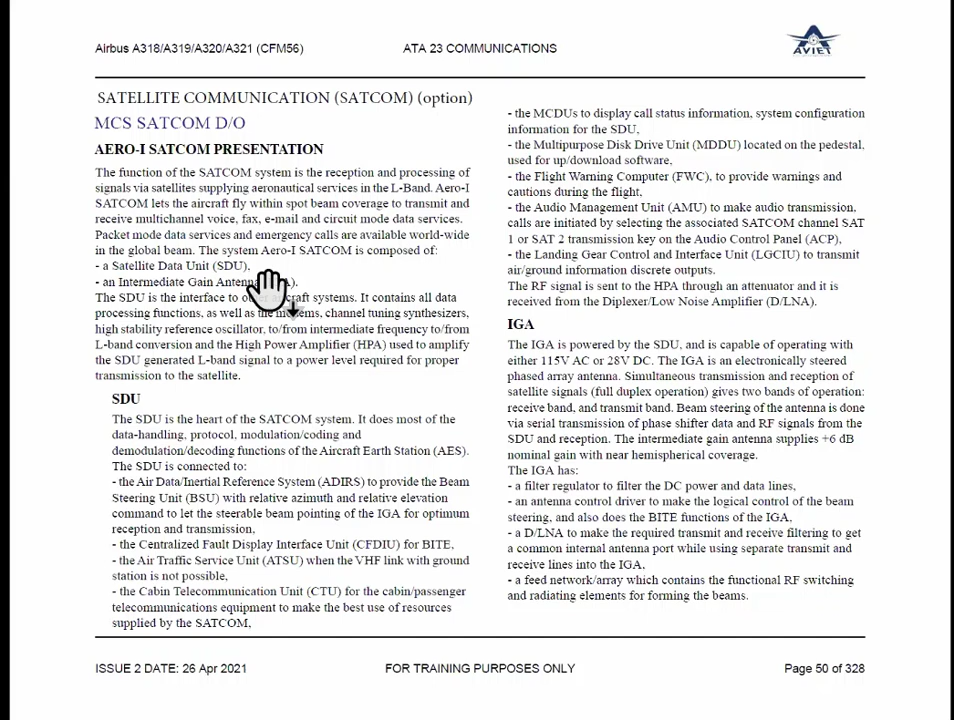 Airbus A318/A319/A320/A321 (CFM56)
ATA 23 COMMUNICATIONS
AVIET
SATELLITE COMMUNICATION (SATCOM) (option)
MCS SATCOM D/O
AERO-I SATCOM PRESENTATION
The function of the SATCOM system is the reception and processing of
signals via satellites supplying aeronautical services in the L-Band. Aero-I
SATCOM lets the aircraft fly within spot beam coverage to transmit and
receive multichannel voice, fax, e-mail and circuit mode data services.
Packet mode data services and emergency calls are available world-wide
in the global beam. The system Aero-I SATCOM is composed of:
- a Satellite Data Unit (SDU),
- an Intermediate Gain Antenna
The SDU is the interface to craft systems. It contains all data
processing functions, as well as the channel tuning synthesizers,
high stability reference oscillator, to/from intermediate frequency to/from
L-band conversion and the High Power Amplifier (HPA) used to amplify
the SDU generated L-band signal to a power level required for proper
transmission to the satellite.
SDU
The SDU is the heart of the SATCOM system. It does most of the
data-handling, protocol, modulation/coding and
demodulation/decoding functions of the Aircraft Earth Station (AES).
The SDU is connected to:
- the Air Data/Inertial Reference System (ADIRS) to provide the Beam
Steering Unit (BSU) with relative azimuth and relative elevation
command to let the steerable beam pointing of the IGA for optimum
reception and transmission,
- the Centralized Fault Display Interface Unit (CFDIU) for BITE,
- the Air Traffic Service Unit (ATSU) when the VHF link with ground
station is not possible,
- the Cabin Telecommunication Unit (CTU) for the cabin/passenger
telecommunications equipment to make the best use of resources
supplied by the SATCOM,
- the MCDUs to display call status information, system configuration
information for the SDU,
- the Multipurpose Disk Drive Unit (MDDU) located on the pedestal,
used for up/download software,
- the Flight Warning Computer (FWC), to provide warnings and
cautions during the flight,
- the Audio Management Unit (AMU) to make audio transmission,
calls are initiated by selecting the associated SATCOM channel SAT
1 or SAT 2 transmission key on the Audio Control Panel (ACP),
- the Landing Gear Control and Interface Unit (LGCIU) to transmit
air/ground information discrete outputs.
The RF signal is sent to the HPA through an attenuator and it is
received from the Diplexer/Low Noise Amplifier (D/LNA).
IGA
The IGA is powered by the SDU, and is capable of operating with
either 115V AC or 28V DC. The IGA is an electronically steered
phased array antenna. Simultaneous transmission and reception of
satellite signals (full duplex operation) gives two bands of operation:
receive band, and transmit band. Beam steering of the antenna is done
via serial transmission of phase shifter data and RF signals from the
SDU and reception. The intermediate gain antenna supplies +6 dB
nominal gain with near hemispherical coverage.
The IGA has:
- a filter regulator to filter the DC power and data lines,
- an antenna control driver to make the logical control of the beam
steering, and also does the BITE functions of the IGA,
- a D/LNA to make the required transmit and receive filtering to get
a common internal antenna port while using separate transmit and
receive lines into the IGA,
- a feed network/array which contains the functional RF switching
and radiating elements for forming the beams.
ISSUE 2 DATE: 26 Apr 2021
FOR TRAINING PURPOSES ONLY
Page 50 of 328